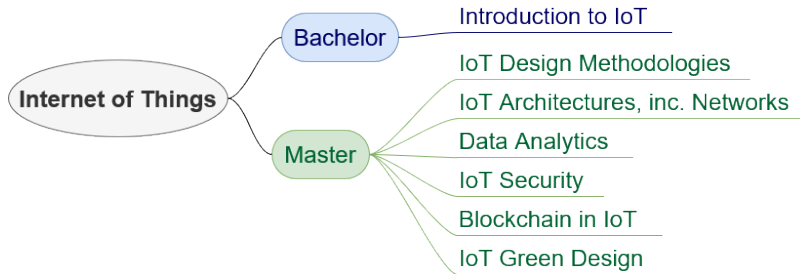 Internet of Things
Bachelor
Introduction to IoT
Master
IoT Design Methodologies
IoT Architectures, inc. Networks
Data Analytics
IoT Security
Blockchain in IoT
IoT Green Design